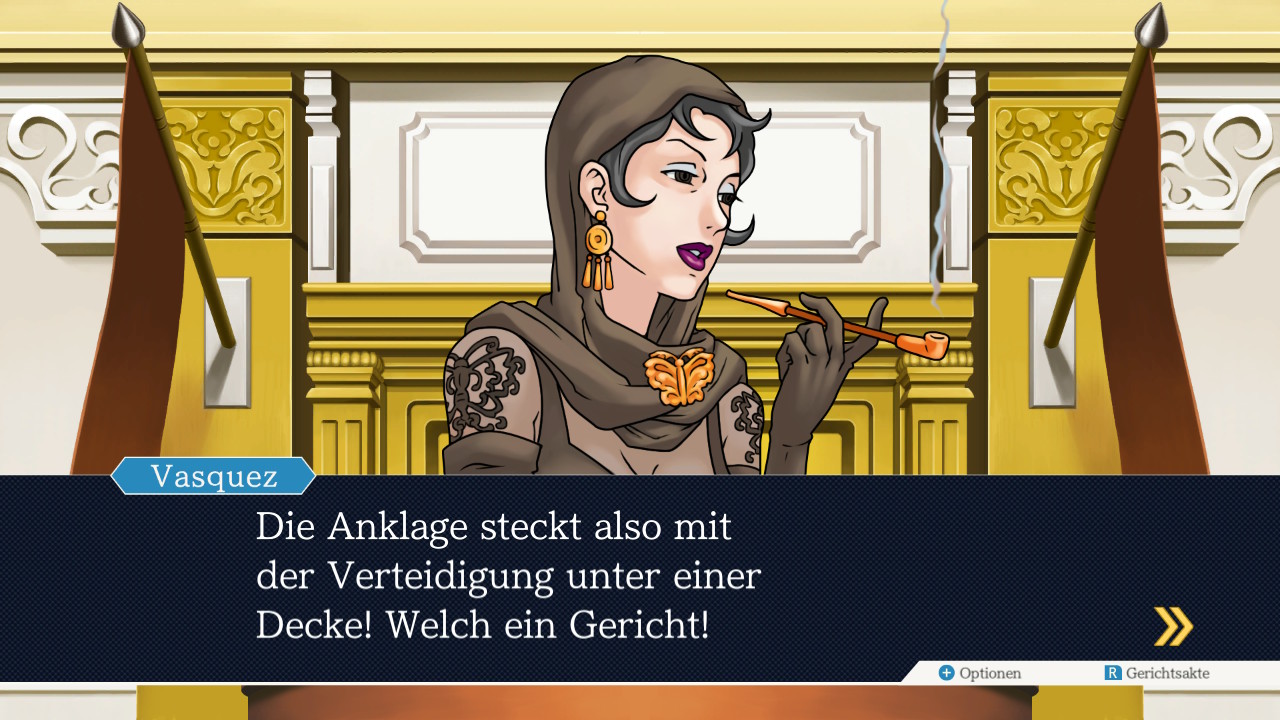 Vasquez
Die Anklage steckt also mit
der Verteidigung unter einer
Decke! Welch ein Gericht!
+ Optionen
R Gerichtsakte